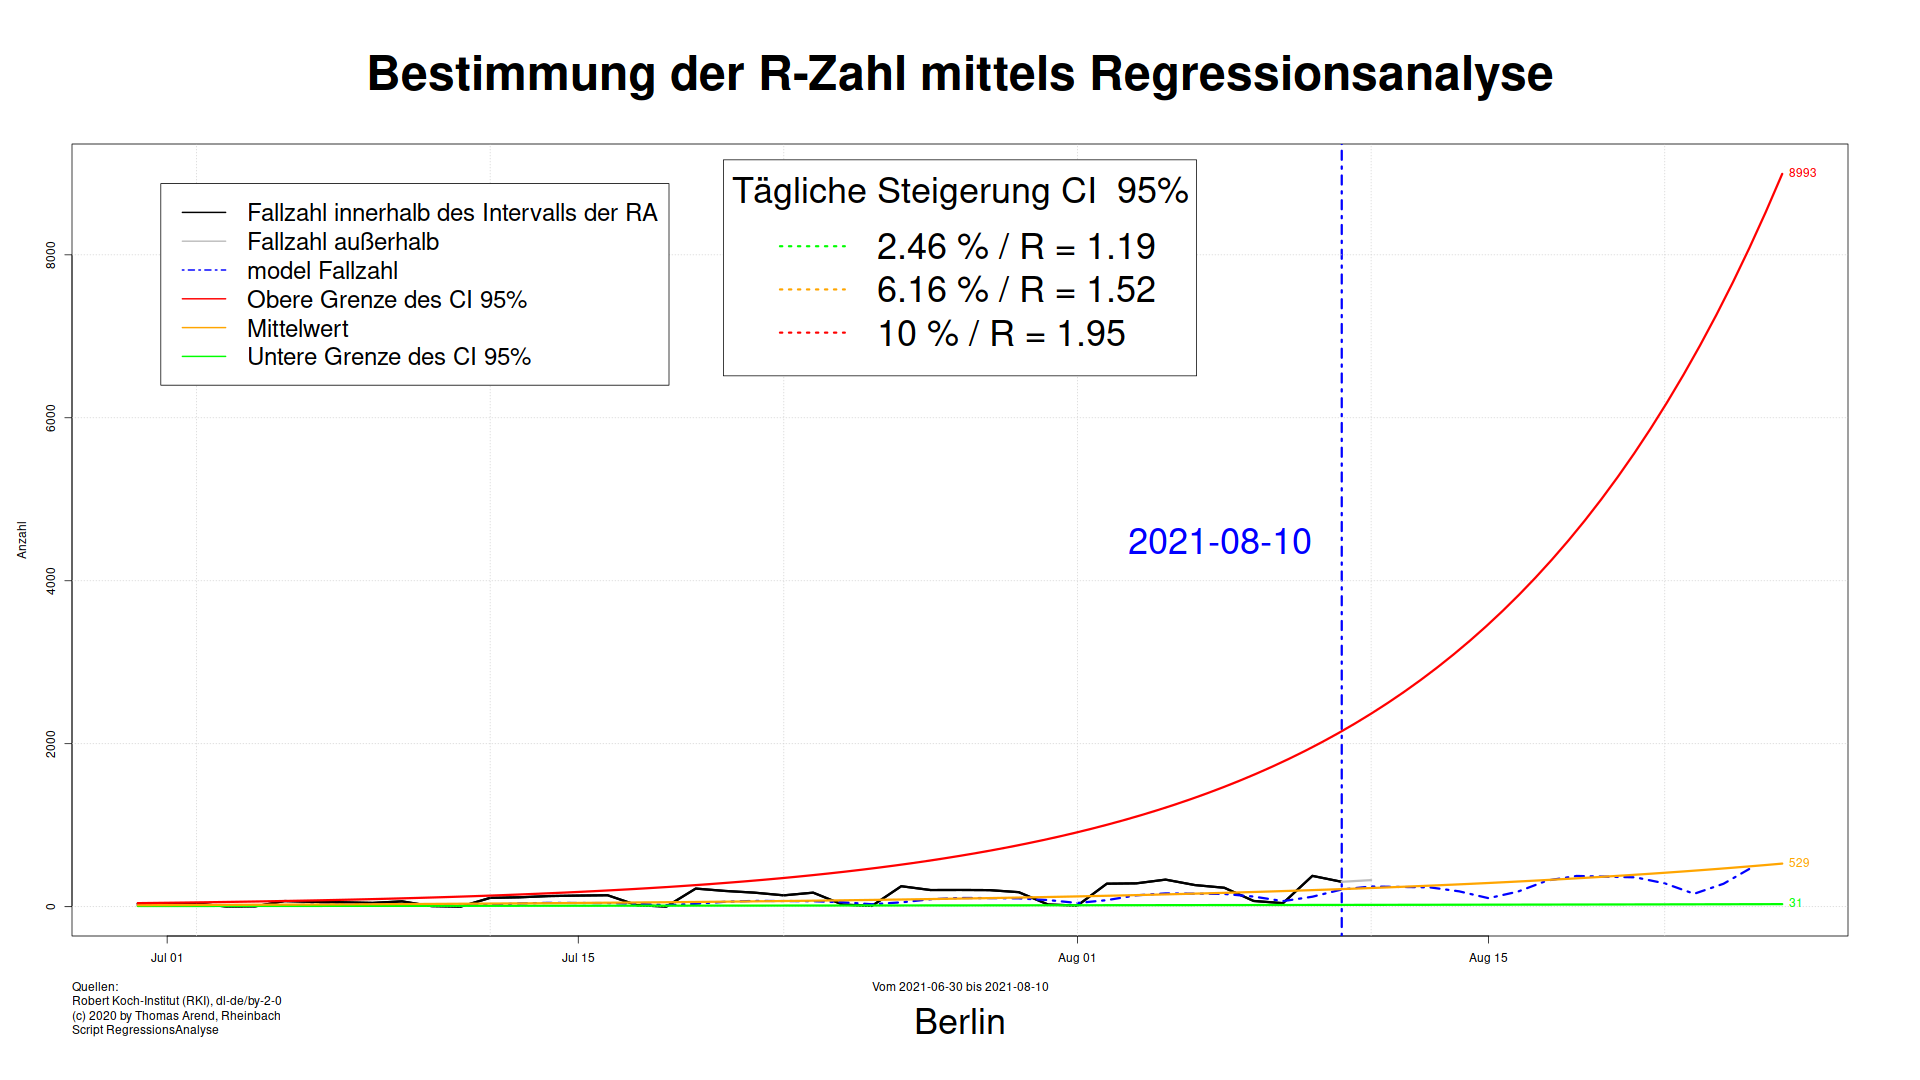 Bestimmung der R-Zahl mittels Regressionsanalyse
Fallzahl innerhalb des Intervalls der RA
Fallzahl außerhalb
model Fallzahl
Obere Grenze des CI 95%
Mittelwert
Untere Grenze des CI 95%
Tägliche Steigerung CI  95%
2.46 % / R = 1.19
6.16 % / R = 1.52
10 % / R = 1.95
8993
2021-08-10
529
31
Anzahl
8000
6000
4000
2000
0
Jul 01
Jul 15
Aug 01
Aug 15
Quellen:
Robert Koch-Institut (RKI), dl-de/by-2-0
(c) 2020 by Thomas Arend, Rheinbach
Script RegressionsAnalyse
Vom 2021-06-30 bis 2021-08-10
Berlin